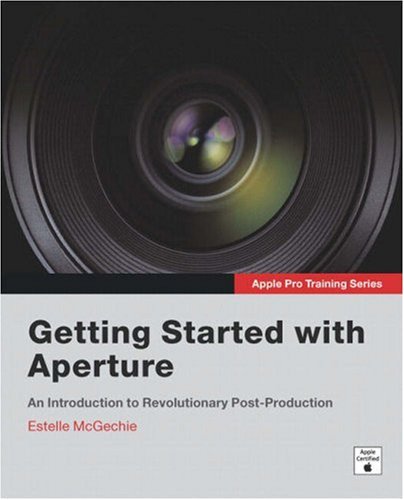 Apple Pro Training Series
Getting Started with
Aperture
An Introduction to Revolutionary Post-Production
Estelle McGechie
Apple
Certified